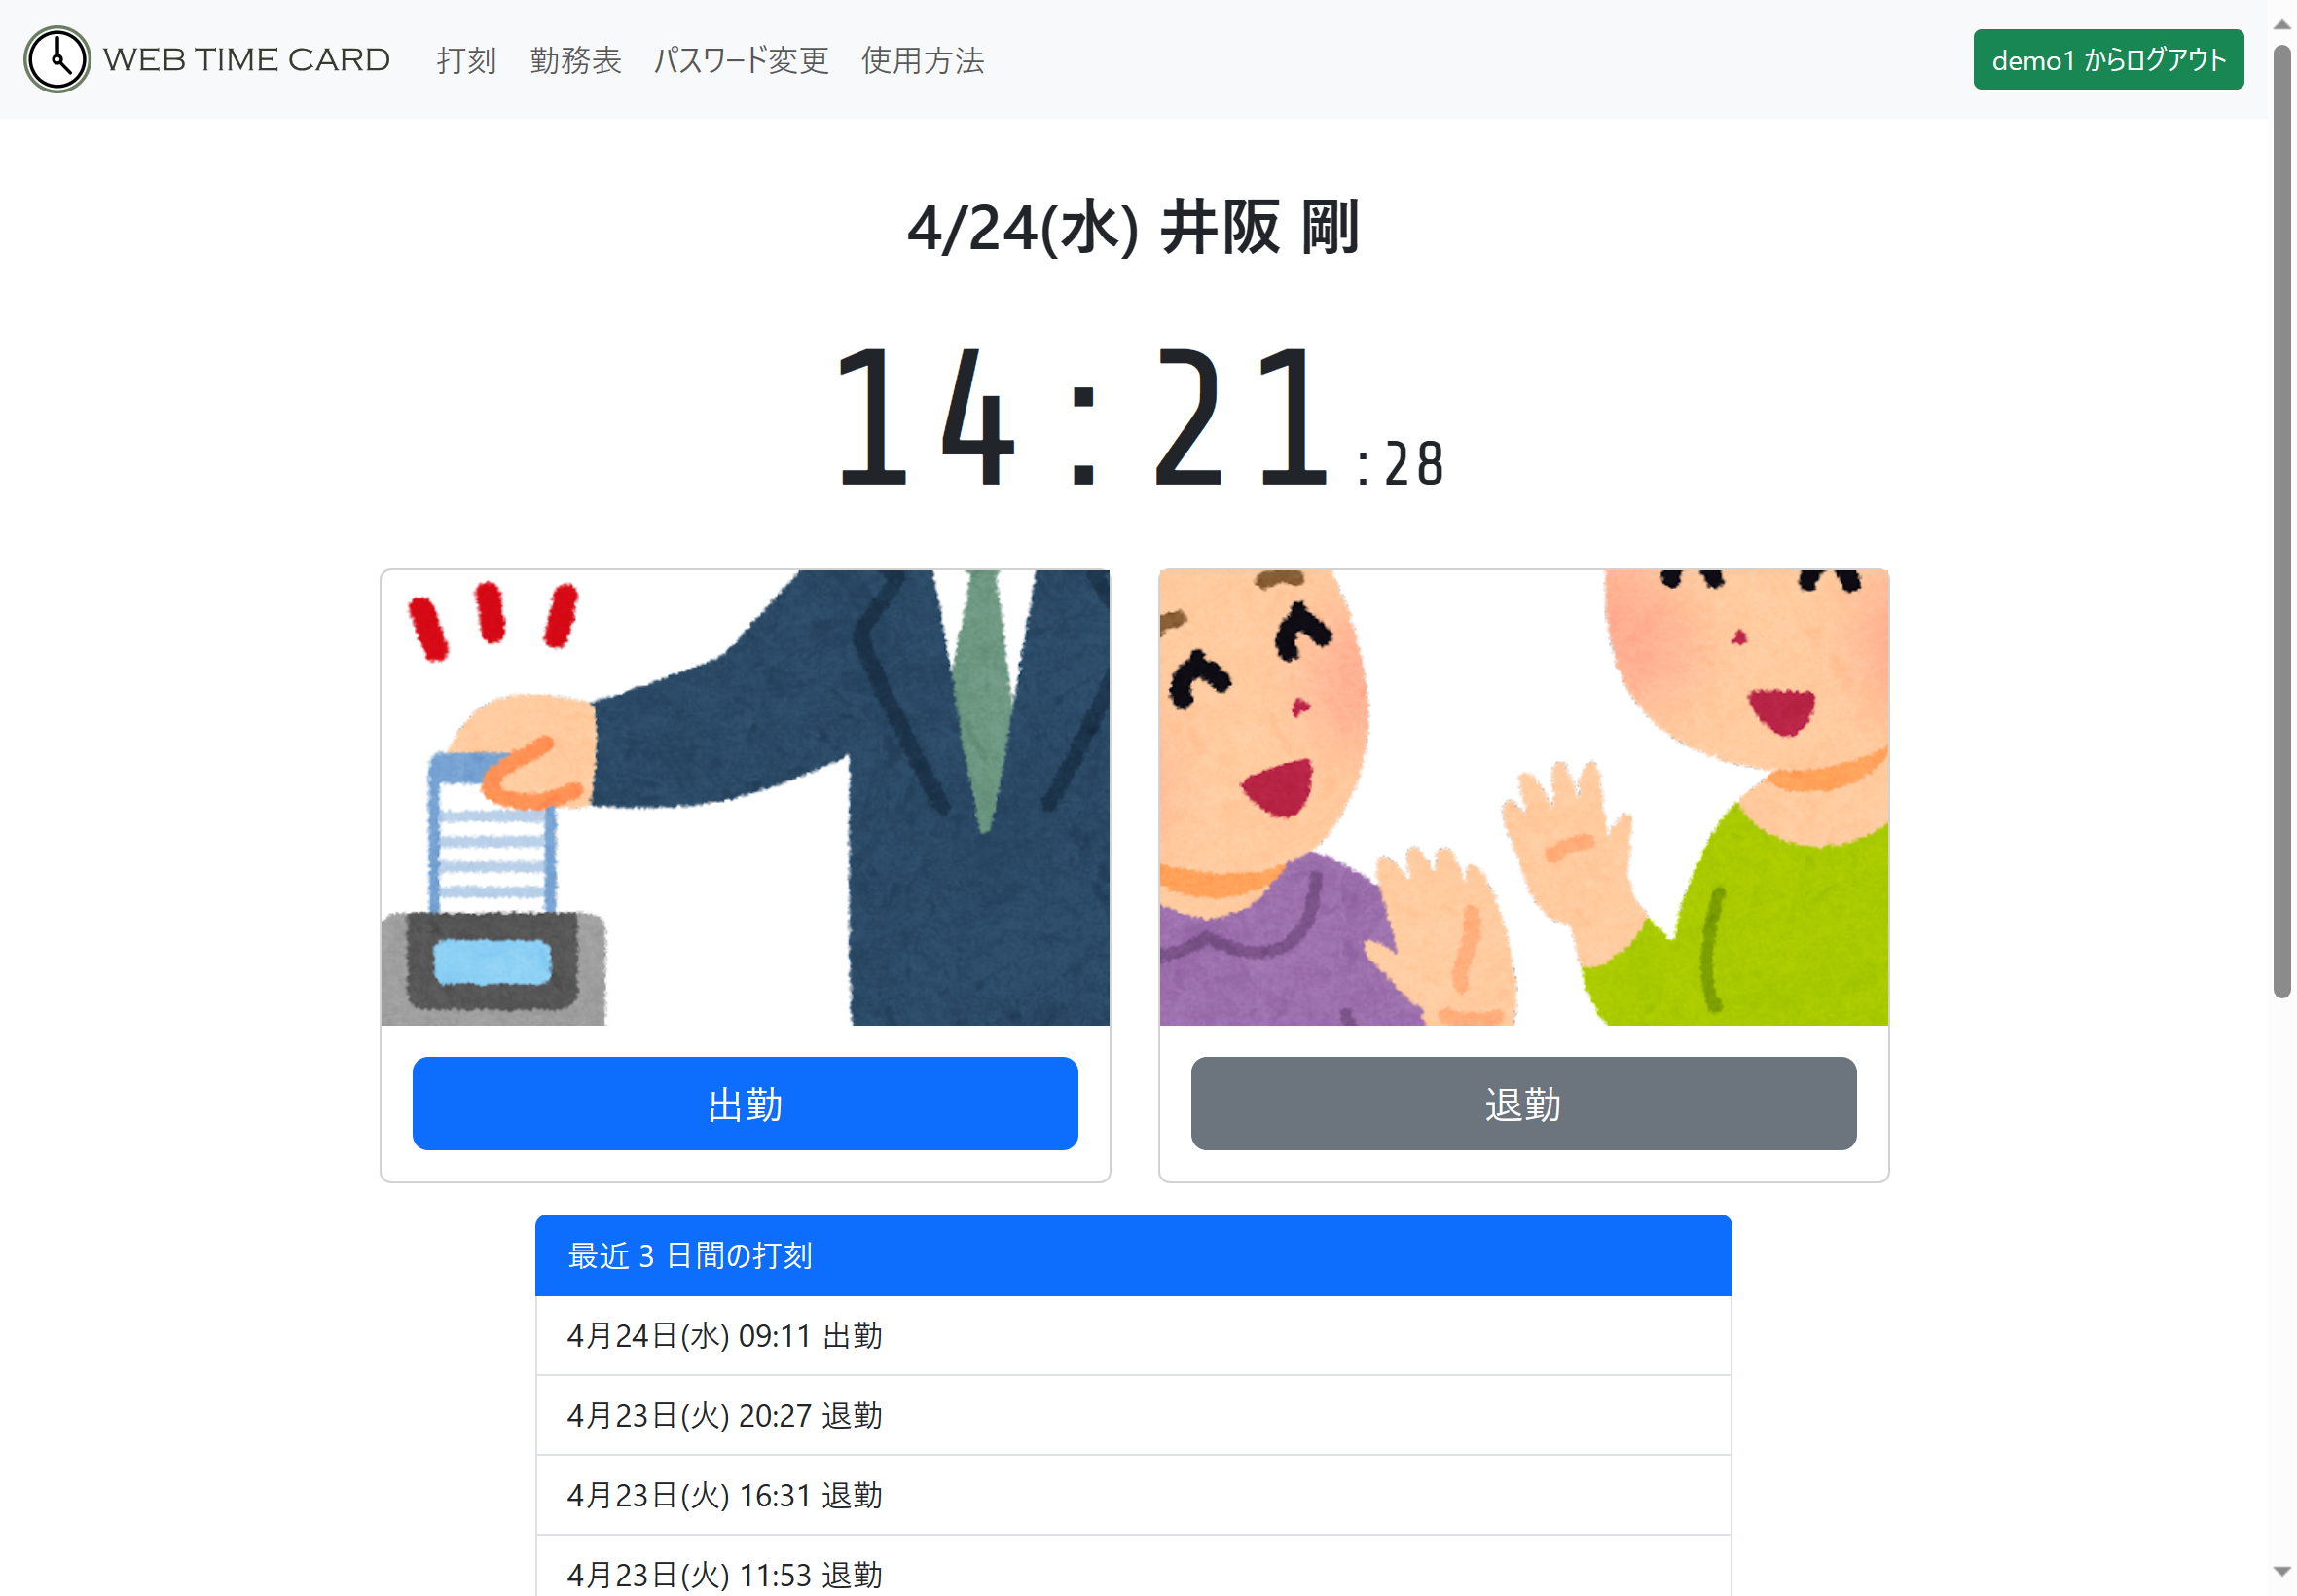 WEB TIME CARD 打刻 勤務表 パスワード変更 使用方法 demo1 からログアウト
4/24(水) 井阪 剛
14:21:28
出勤 退勤
最近 3 日間の打刻
4月24日(水) 09:11 出勤
4月23日(火) 20:27 退勤
4月23日(火) 16:31 退勤
4月23日(火) 11:53 退勤